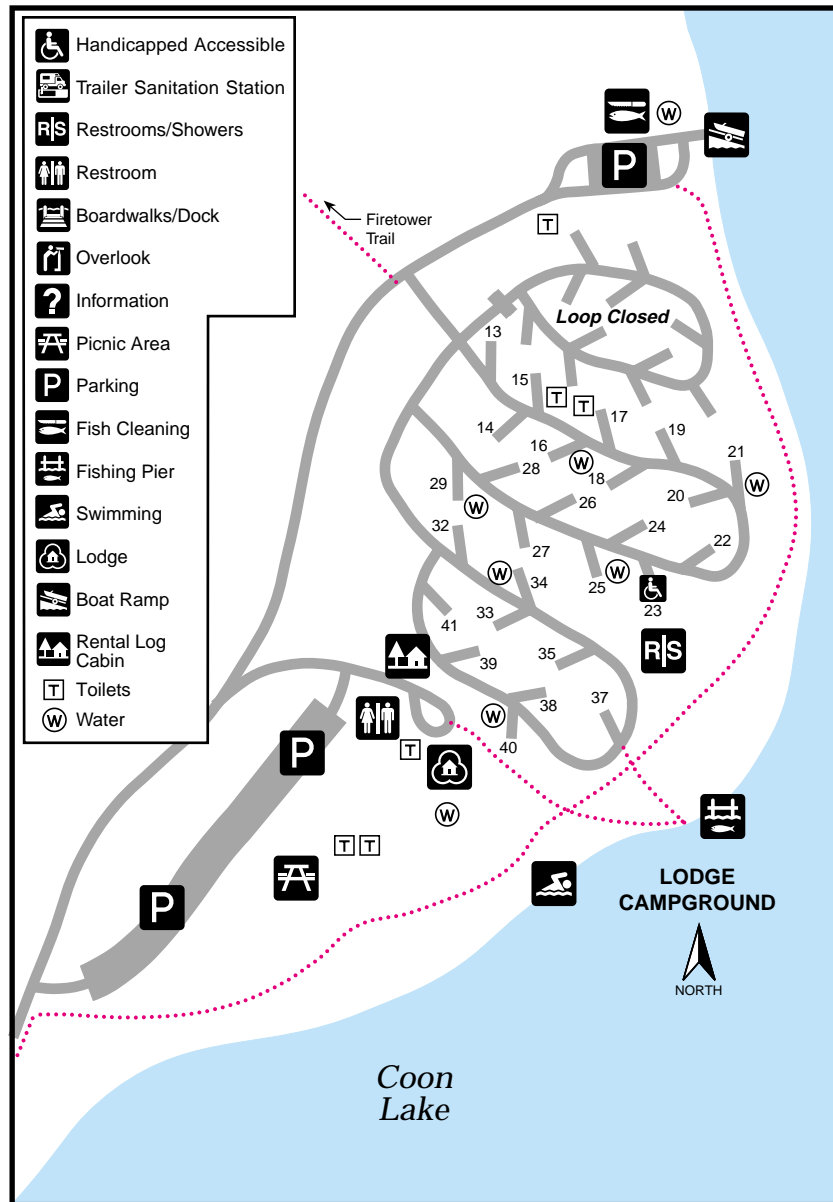 Handicapped Accessible
Trailer Sanitation Station
R|S Restrooms/Showers
Restroom
Boardwalks/Dock
Overlook
? Information
Picnic Area
P Parking
Fish Cleaning
Fishing Pier
Swimming
Lodge
Boat Ramp
Rental Log
Cabin
T Toilets
W Water
W
P
Firetower
Trail
T
Loop Closed
13
15
T
T
17
14
16
19
W
18
21
28
29
W
20
W
26
32
24
27
22
W
34
25
W
23
41
33
R|S
39
35
38
37
W
40
P
T
W
T T
P
LODGE
CAMPGROUND
NORTH
Coon
Lake